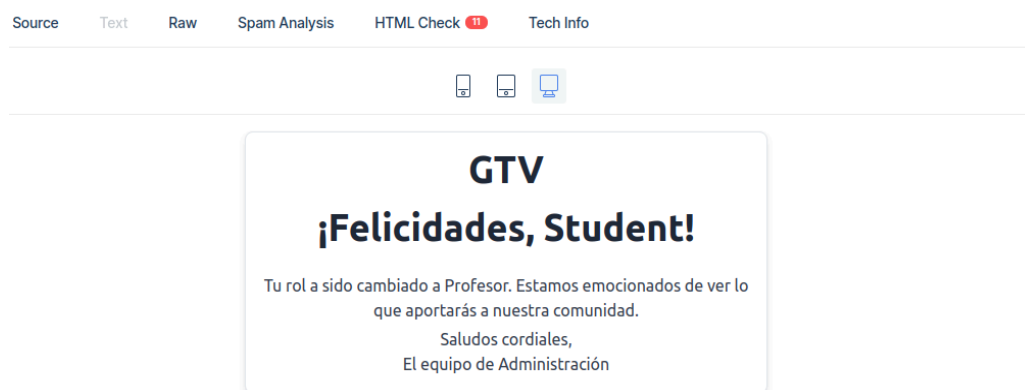 Source Text Raw Spam Analysis HTML Check 11 Tech Info
GTV
¡Felicidades, Student!
Tu rol a sido cambiado a Profesor. Estamos emocionados de ver lo
que aportarás a nuestra comunidad.
Saludos cordiales,
El equipo de Administración